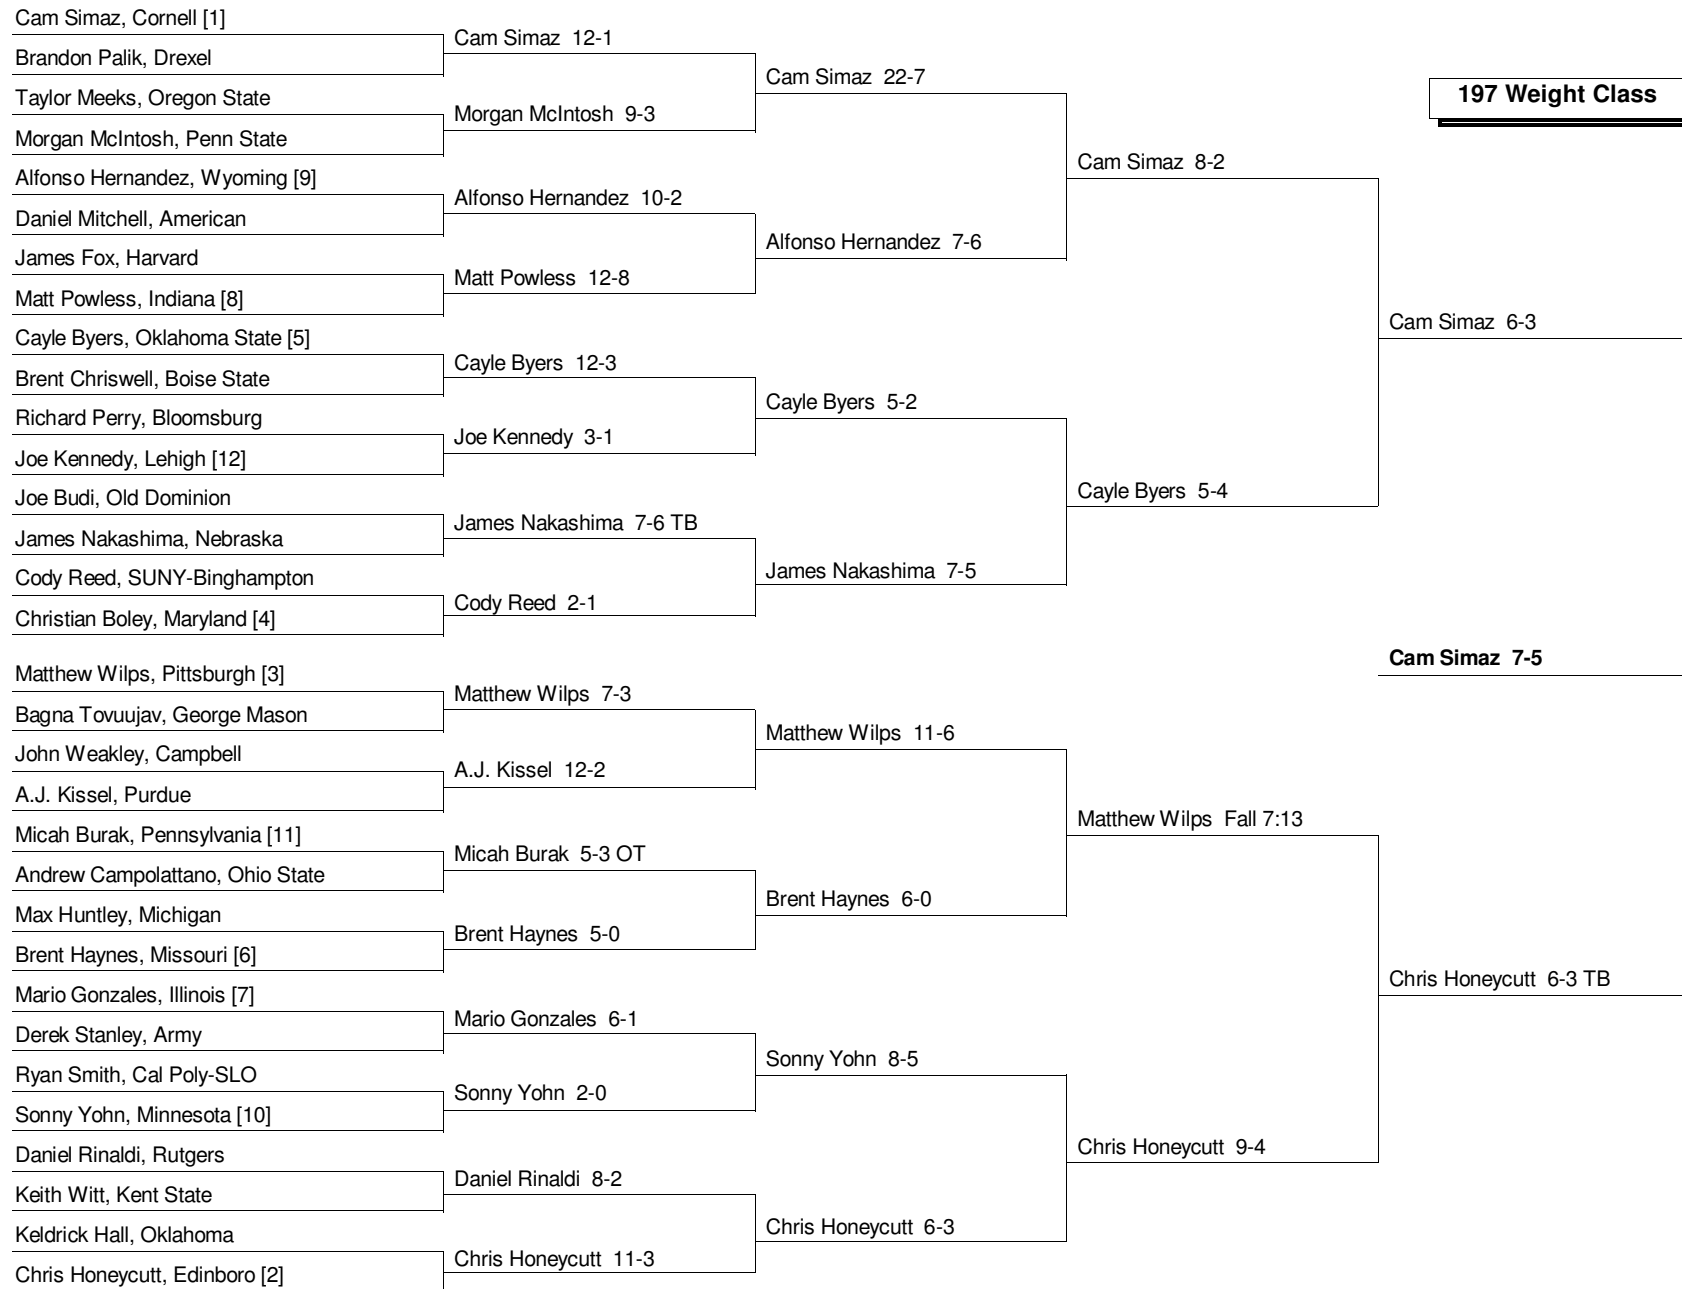 Cam Simaz, Cornell [1]
Brandon Palik, Drexel
Taylor Meeks, Oregon State
Morgan McIntosh, Penn State
Alfonso Hernandez, Wyoming [9]
Daniel Mitchell, American
James Fox, Harvard
Matt Powless, Indiana [8]
Cayle Byers, Oklahoma State [5]
Brent Chriswell, Boise State
Richard Perry, Bloomsburg
Joe Kennedy, Lehigh [12]
Joe Budi, Old Dominion
James Nakashima, Nebraska
Cody Reed, SUNY-Binghampton
Christian Boley, Maryland [4]
Matthew Wilps, Pittsburgh [3]
Bagna Tovuujav, George Mason
John Weakley, Campbell
A.J. Kissel, Purdue
Micah Burak, Pennsylvania [11]
Andrew Campolattano, Ohio State
Max Huntley, Michigan
Brent Haynes, Missouri [6]
Mario Gonzales, Illinois [7]
Derek Stanley, Army
Ryan Smith, Cal Poly-SLO
Sonny Yohn, Minnesota [10]
Daniel Rinaldi, Rutgers
Keith Witt, Kent State
Keldrick Hall, Oklahoma
Chris Honeycutt, Edinboro [2]
Cam Simaz 12-1
Morgan McIntosh 9-3
Alfonso Hernandez 10-2
Matt Powless 12-8
Cayle Byers 12-3
Joe Kennedy 3-1
James Nakashima 7-6 TB
Cody Reed 2-1
Matthew Wilps 7-3
A.J. Kissel 12-2
Micah Burak 5-3 OT
Brent Haynes 5-0
Mario Gonzales 6-1
Sonny Yohn 2-0
Daniel Rinaldi 8-2
Chris Honeycutt 11-3
Cam Simaz 22-7
Alfonso Hernandez 7-6
Cayle Byers 5-2
James Nakashima 7-5
Matthew Wilps 11-6
Brent Haynes 6-0
Sonny Yohn 8-5
Chris Honeycutt 6-3
Cam Simaz 8-2
Cayle Byers 5-4
Matthew Wilps Fall 7:13
Chris Honeycutt 9-4
197 Weight Class
Cam Simaz 6-3
Cam Simaz 7-5
Chris Honeycutt 6-3 TB